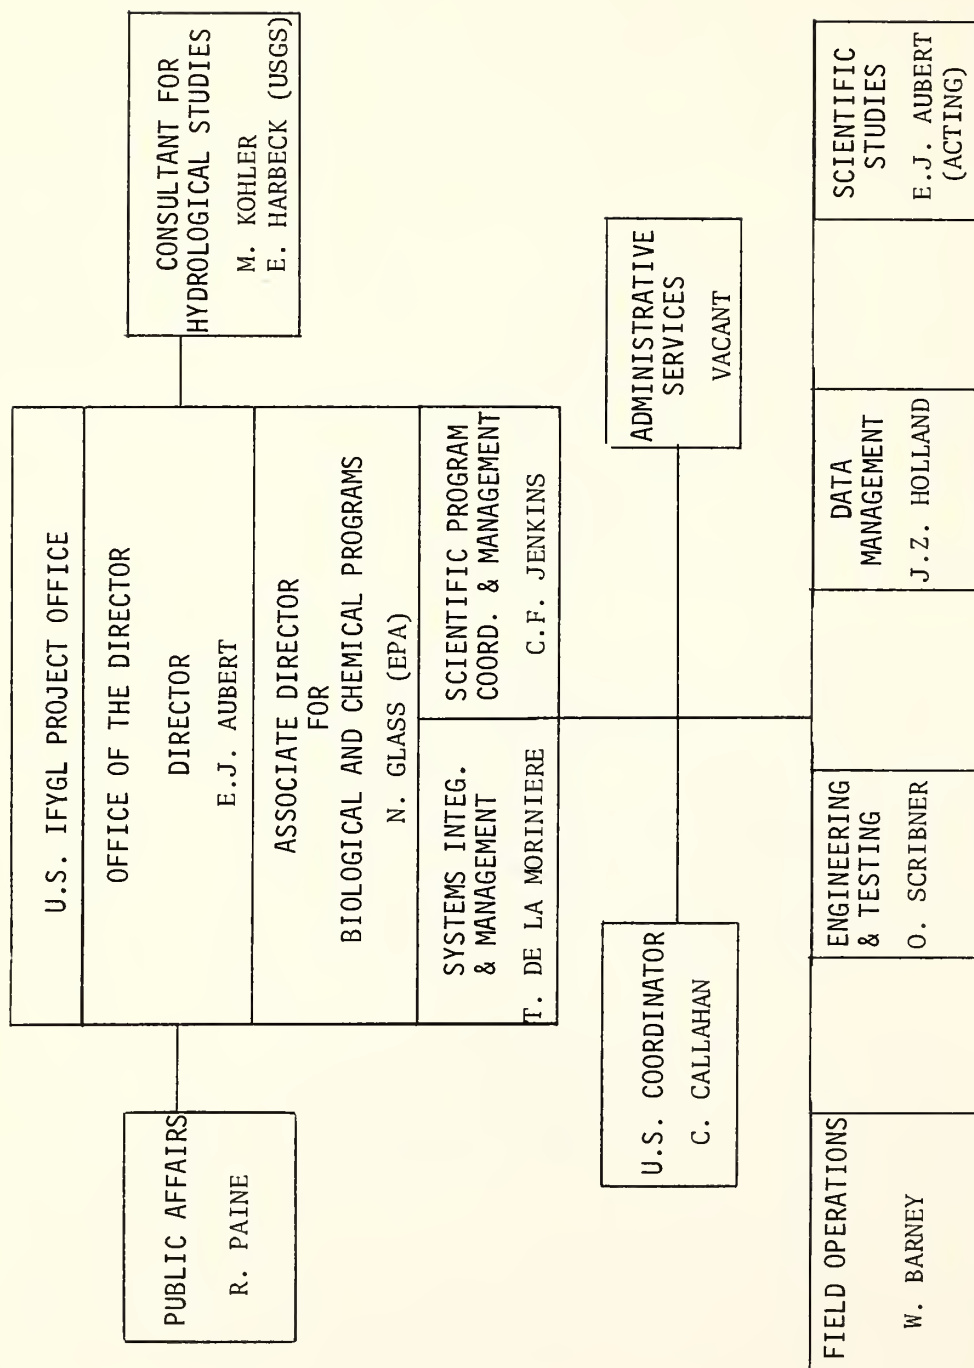 U.S. IFYGL PROJECT OFFICE
OFFICE OF THE DIRECTOR
DIRECTOR
E.J. AUBERT
ASSOCIATE DIRECTOR
FOR
BIOLOGICAL AND CHEMICAL PROGRAMS
N. GLASS (EPA)
SYSTEMS INTEG.
& MANAGEMENT
T. DE LA MORINIERE
SCIENTIFIC PROGRAM
COORD. & MANAGEMENT
C.F. JENKINS
PUBLIC AFFAIRS
R. PAINE
CONSULTANT FOR
HYDROLOGICAL STUDIES
M. KOHLER
E. HARBECK (USGS)
U.S. COORDINATOR
C. CALLAHAN
ADMINISTRATIVE
SERVICES
VACANT
FIELD OPERATIONS
W. BARNEY
ENGINEERING
& TESTING
O. SCRIBNER
DATA
MANAGEMENT
J.Z. HOLLAND
SCIENTIFIC
STUDIES
E.J. AUBERT
(ACTING)